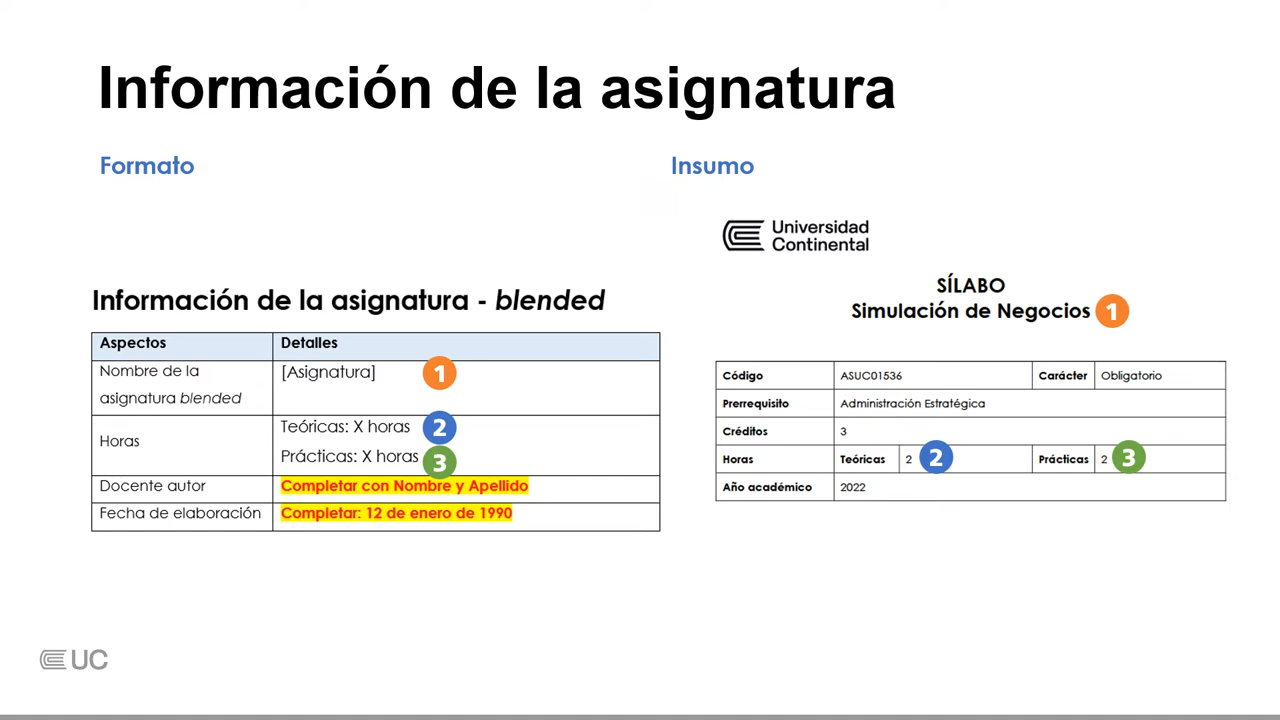 Información de la asignatura
Formato
Insumo
Información de la asignatura - blended
Aspectos Detalles
Nombre de la
asignatura blended
[Asignatura] 1
Horas
Teóricas: X horas 2
Prácticas: X horas 3
Docente autor Completar con Nombre y Apellido
Fecha de elaboración Completar: 12 de enero de 1990
Universidad
Continental
SÍLABO
Simulación de Negocios 1
Código ASUC01536 Carácter Obligatorio
Prerrequisito Administración Estratégica
Créditos 3
Horas Teóricas 2 2 Prácticas 2 3
Año académico 2022
UC